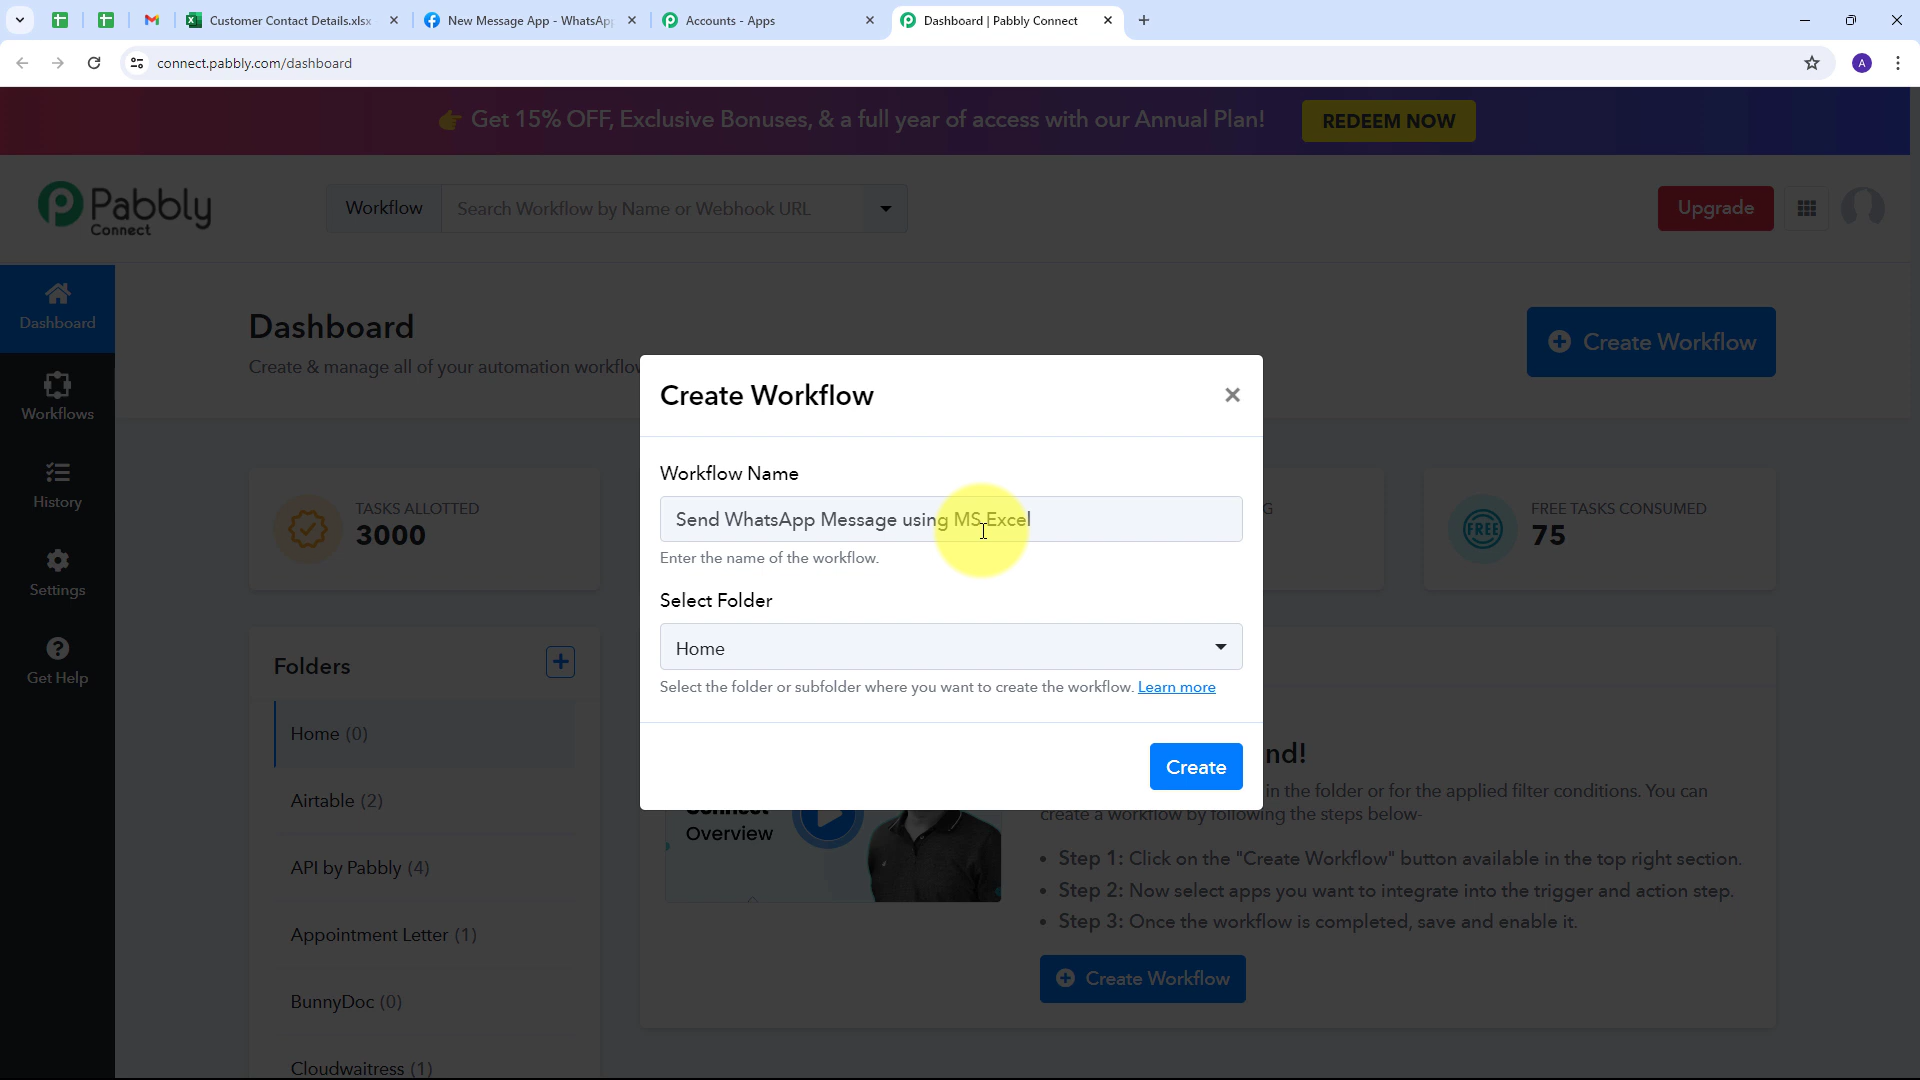 Customer Contact Details.xlsx
New Message App - WhatsApp
Accounts - Apps
Dashboard | Pabbly Connect
connect.pabbly.com/dashboard
A
👉 Get 15% OFF, Exclusive Bonuses, & a full year of access with our Annual Plan!
REDEEM NOW
Pabbly
Connect
Workflow
Search Workflow by Name or Webhook URL
Upgrade
Dashboard
Workflows
History
Settings
Get Help
Dashboard
Create & manage all of your automation workflow
Create Workflow
TASKS ALLOTTED
3000
G
FREE
FREE TASKS CONSUMED
75
Create Workflow
Workflow Name
Send WhatsApp Message using MS Excel
Enter the name of the workflow.
Select Folder
Home
Select the folder or subfolder where you want to create the workflow. Learn more
Create
Folders
Home (0)
Airtable (2)
API by Pabbly (4)
Appointment Letter (1)
BunnyDoc (0)
Cloudwaitress (1)
Connect
Overview
nd!
in the folder or for the applied filter conditions. You can
create a workflow by following the steps below-
• Step 1: Click on the "Create Workflow" button available in the top right section.
• Step 2: Now select apps you want to integrate into the trigger and action step.
• Step 3: Once the workflow is completed, save and enable it.
Create Workflow